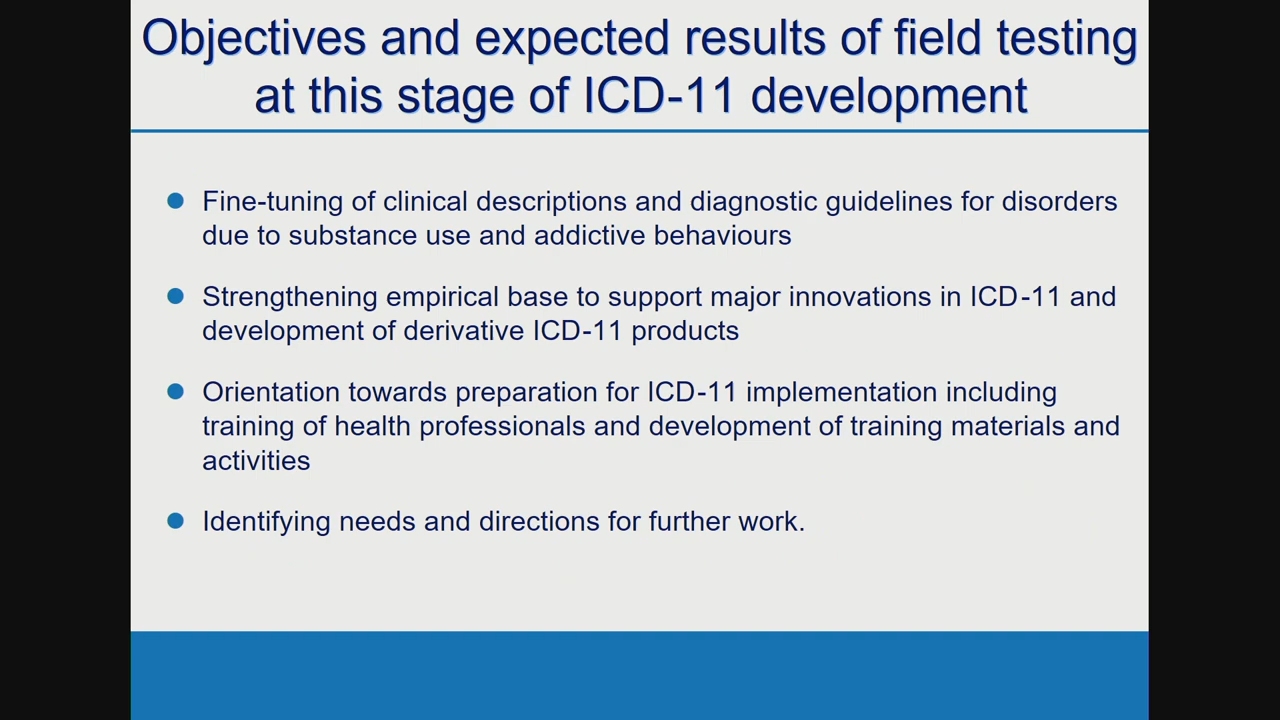 Objectives and expected results of field testing
at this stage of ICD-11 development
Fine-tuning of clinical descriptions and diagnostic guidelines for disorders
due to substance use and addictive behaviours
Strengthening empirical base to support major innovations in ICD-11 and
development of derivative ICD-11 products
Orientation towards preparation for ICD-11 implementation including
training of health professionals and development of training materials and
activities
Identifying needs and directions for further work.